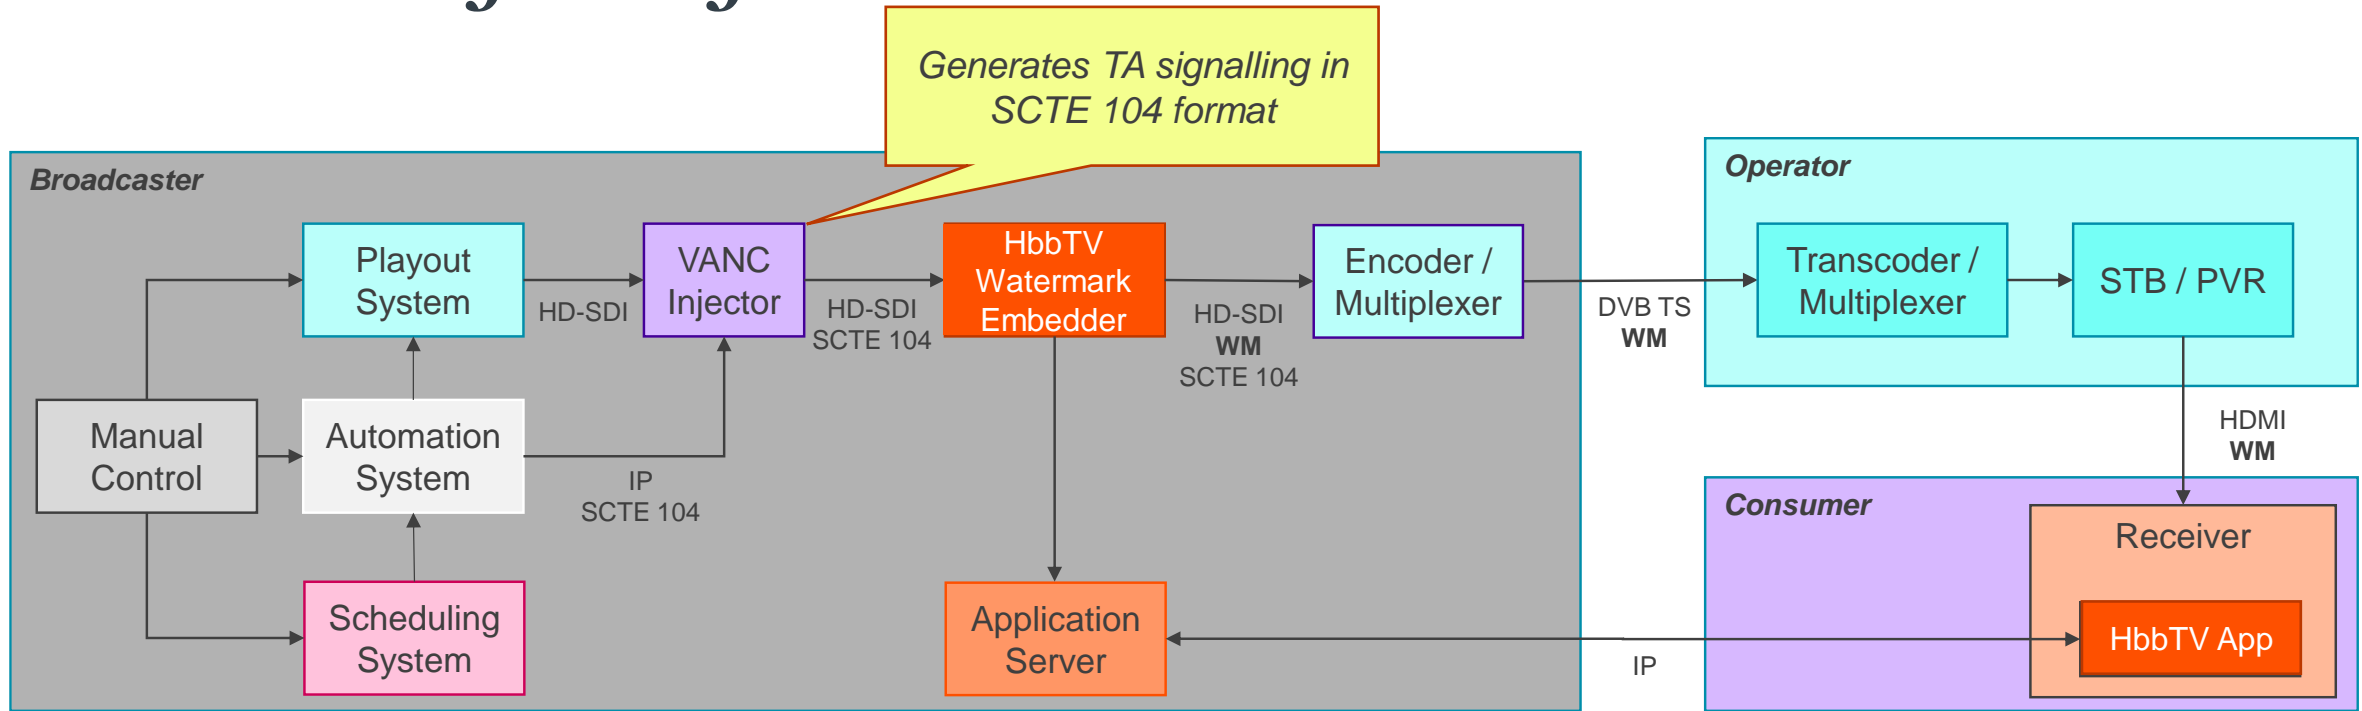 Generates TA signalling in
SCTE 104 format
Broadcaster
Operator
Playout
System
HD-SDI
VANC
Injector
HD-SDI
SCTE 104
HbbTV
Watermark
Embedder
HD-SDI
WM
SCTE 104
Encoder /
Multiplexer
DVB TS
WM
Transcoder /
Multiplexer
STB / PVR
Manual
Control
Automation
System
IP
SCTE 104
HDMI
WM
Consumer
Receiver
Scheduling
System
Application
Server
IP
HbbTV App